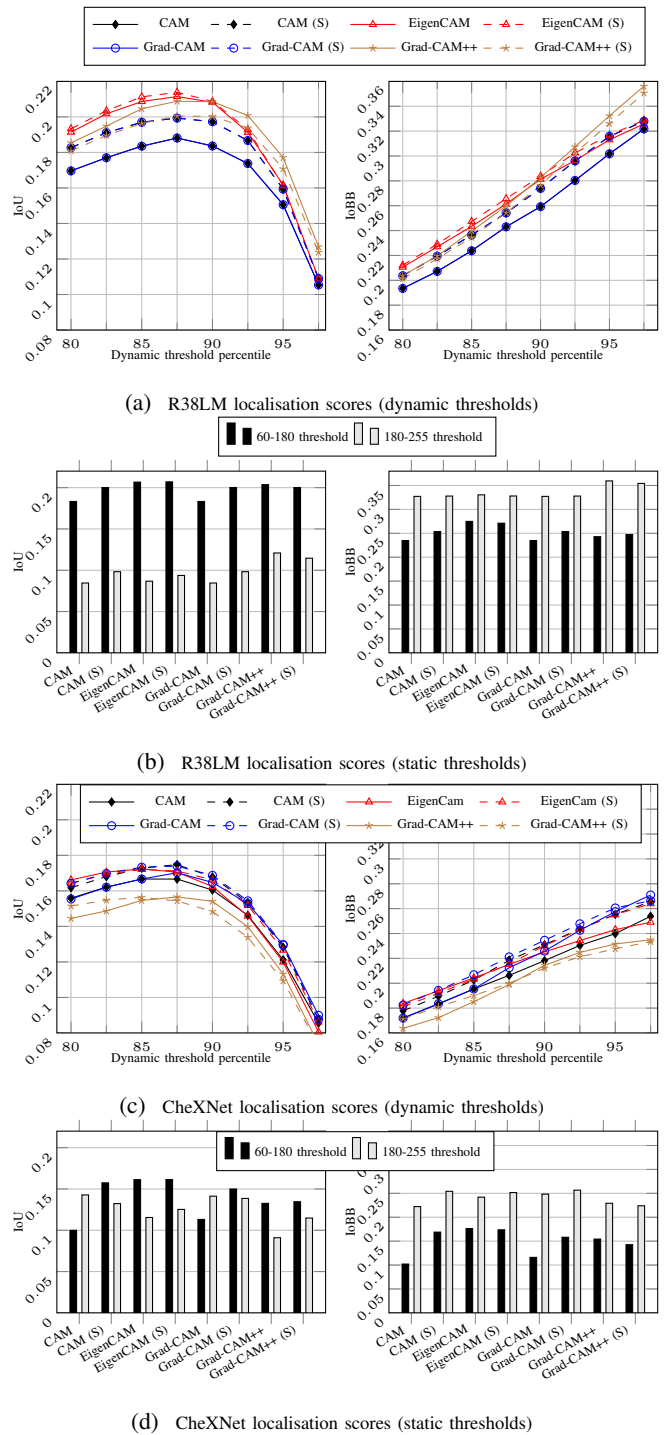 CAM CAM (S) EigenCAM EigenCAM (S)
Grad-CAM Grad-CAM (S) Grad-CAM++ Grad-CAM++ (S)
0.22
0.2
0.18
0.16
0.14
0.12
0.1
0.08
IoU
80 85 90 95
Dynamic threshold percentile
0.36
0.34
0.32
0.3
0.28
0.26
0.24
0.22
0.2
0.18
0.16
IoBB
80 85 90 95
Dynamic threshold percentile
(a) R38LM localisation scores (dynamic thresholds)
60-180 threshold 180-255 threshold
0.2
0.15
0.1
0.05
0
IoU
CAM
CAM (S)
EigenCAM
EigenCAM (S)
Grad-CAM
Grad-CAM (S)
Grad-CAM++
Grad-CAM++ (S)
0.35
0.3
0.25
0.2
0.15
0.1
0.05
0
IoBB
CAM
CAM (S)
EigenCAM
EigenCAM (S)
Grad-CAM
Grad-CAM (S)
Grad-CAM++
Grad-CAM++ (S)
(b) R38LM localisation scores (static thresholds)
CAM CAM (S) EigenCam EigenCam (S)
Grad-CAM Grad-CAM (S) Grad-CAM++ Grad-CAM++ (S)
0.22
0.2
0.18
0.16
0.14
0.12
0.1
0.08
IoU
80 85 90 95
Dynamic threshold percentile
0.28
0.26
0.24
0.22
0.2
0.18
0.16
IoBB
80 85 90 95
Dynamic threshold percentile
(c) CheXNet localisation scores (dynamic thresholds)
60-180 threshold 180-255 threshold
0.2
0.15
0.1
0.05
0
IoU
CAM
CAM (S)
EigenCAM
EigenCAM (S)
Grad-CAM
Grad-CAM (S)
Grad-CAM++
Grad-CAM++ (S)
0.3
0.25
0.2
0.15
0.1
0.05
0
IoBB
CAM
CAM (S)
EigenCAM
EigenCAM (S)
Grad-CAM
Grad-CAM (S)
Grad-CAM++
Grad-CAM++ (S)
(d) CheXNet localisation scores (static thresholds)